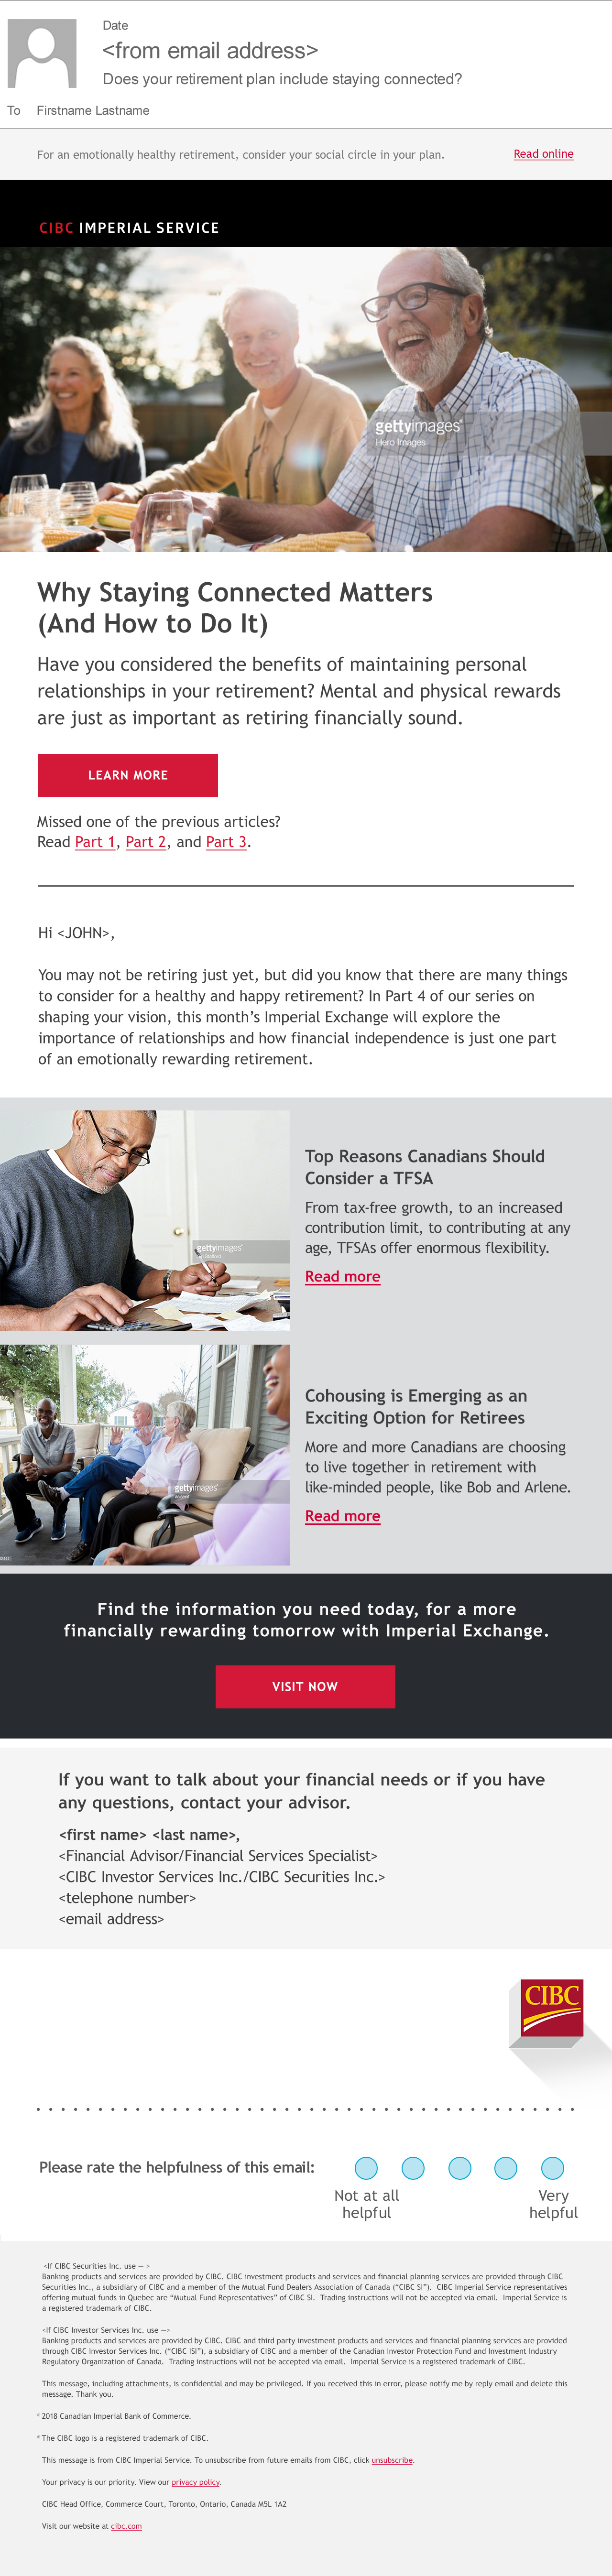 Date
<from email address>
Does your retirement plan include staying connected?
To Firstname Lastname
For an emotionally healthy retirement, consider your social circle in your plan. Read online
CIBC IMPERIAL SERVICE
gettyimages®
Hero Images
Why Staying Connected Matters
(And How to Do It)
Have you considered the benefits of maintaining personal
relationships in your retirement? Mental and physical rewards
are just as important as retiring financially sound.
LEARN MORE
Missed one of the previous articles?
Read Part 1, Part 2, and Part 3.
Hi <JOHN>,
You may not be retiring just yet, but did you know that there are many things
to consider for a healthy and happy retirement? In Part 4 of our series on
shaping your vision, this month's Imperial Exchange will explore the
importance of relationships and how financial independence is just one part
of an emotionally rewarding retirement.
gettyimages®
Top Reasons Canadians Should
Consider a TFSA
From tax-free growth, to an increased
contribution limit, to contributing at any
age, TFSAs offer enormous flexibility.
Read more
gettyimages®
Cohousing is Emerging as an
Exciting Option for Retirees
More and more Canadians are choosing
to live together in retirement with
like-minded people, like Bob and Arlene.
Read more
Find the information you need today, for a more
financially rewarding tomorrow with Imperial Exchange.
VISIT NOW
If you want to talk about your financial needs or if you have
any questions, contact your advisor.
<first name> <last name>,
<Financial Advisor/Financial Services Specialist>
<CIBC Investor Services Inc./CIBC Securities Inc.>
<telephone number>
<email address>
CIBC
Please rate the helpfulness of this email:
Not at all helpful
Very helpful
<If CIBC Securities Inc. use — >
Banking products and services are provided by CIBC. CIBC investment products and services and financial planning services are provided through CIBC
Securities Inc., a subsidiary of CIBC and a member of the Mutual Fund Dealers Association of Canada ("CIBC SI"). CIBC Imperial Service representatives
offering mutual funds in Quebec are "Mutual Fund Representatives" of CIBC SI. Trading instructions will not be accepted via email. Imperial Service is
a registered trademark of CIBC.
<If CIBC Investor Services Inc. use —>
Banking products and services are provided by CIBC. CIBC and third party investment products and services and financial planning services are provided
through CIBC Investor Services Inc. ("CIBC ISI"), a subsidiary of CIBC and a member of the Canadian Investor Protection Fund and Investment Industry
Regulatory Organization of Canada. Trading instructions will not be accepted via email. Imperial Service is a registered trademark of CIBC.
This message, including attachments, is confidential and may be privileged. If you received this in error, please notify me by reply email and delete this
message. Thank you.
© 2018 Canadian Imperial Bank of Commerce.
® The CIBC logo is a registered trademark of CIBC.
This message is from CIBC Imperial Service. To unsubscribe from future emails from CIBC, click unsubscribe.
Your privacy is our priority. View our privacy policy.
CIBC Head Office, Commerce Court, Toronto, Ontario, Canada M5L 1A2
Visit our website at cibc.com